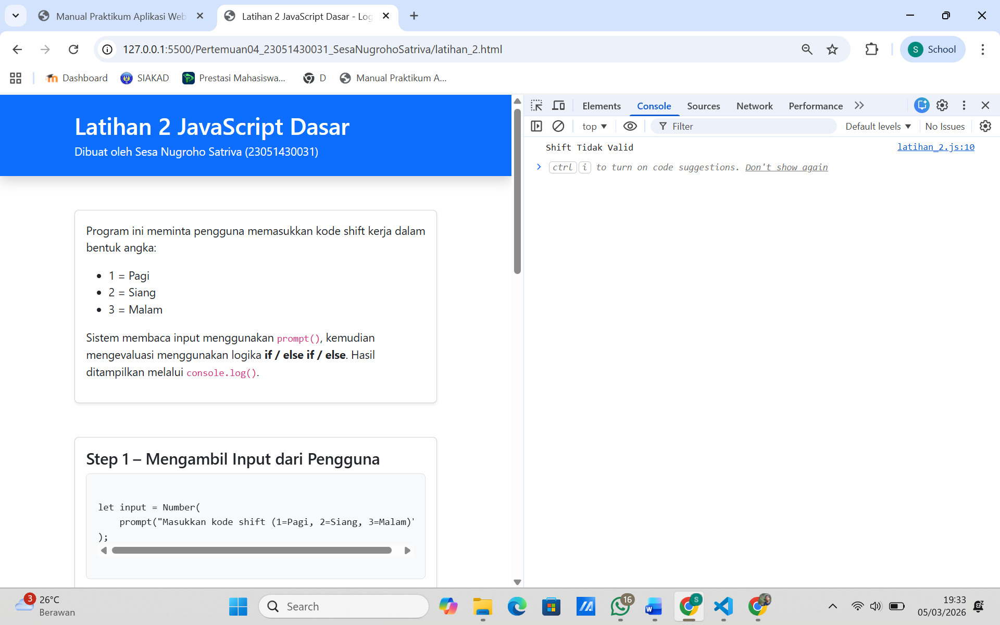 Manual Praktikum Aplikasi Web
Latihan 2 JavaScript Dasar - Log
127.0.0.1:5500/Pertemuan04_23051430031_SesaNugrohoSatriva/latihan_2.html
S School
Dashboard
SIAKAD
Prestasi Mahasiswa...
D
Manual Praktikum A...
Latihan 2 JavaScript Dasar
Dibuat oleh Sesa Nugroho Satriva (23051430031)
Program ini meminta pengguna memasukkan kode shift kerja dalam
bentuk angka:
1 = Pagi
2 = Siang
3 = Malam
Sistem membaca input menggunakan prompt(), kemudian
mengevaluasi menggunakan logika if / else if / else. Hasil
ditampilkan melalui console.log().
Step 1 – Mengambil Input dari Pengguna
let input = Number(
prompt("Masukkan kode shift (1=Pagi, 2=Siang, 3=Malam)"
);
Elements
Console
Sources
Network
Performance
top
Filter
Default levels
No Issues
Shift Tidak Valid
latihan_2.js:10
ctrl i to turn on code suggestions. Don't show again
3
26°C
Berawan
Search
16
S
19:33
05/03/2026